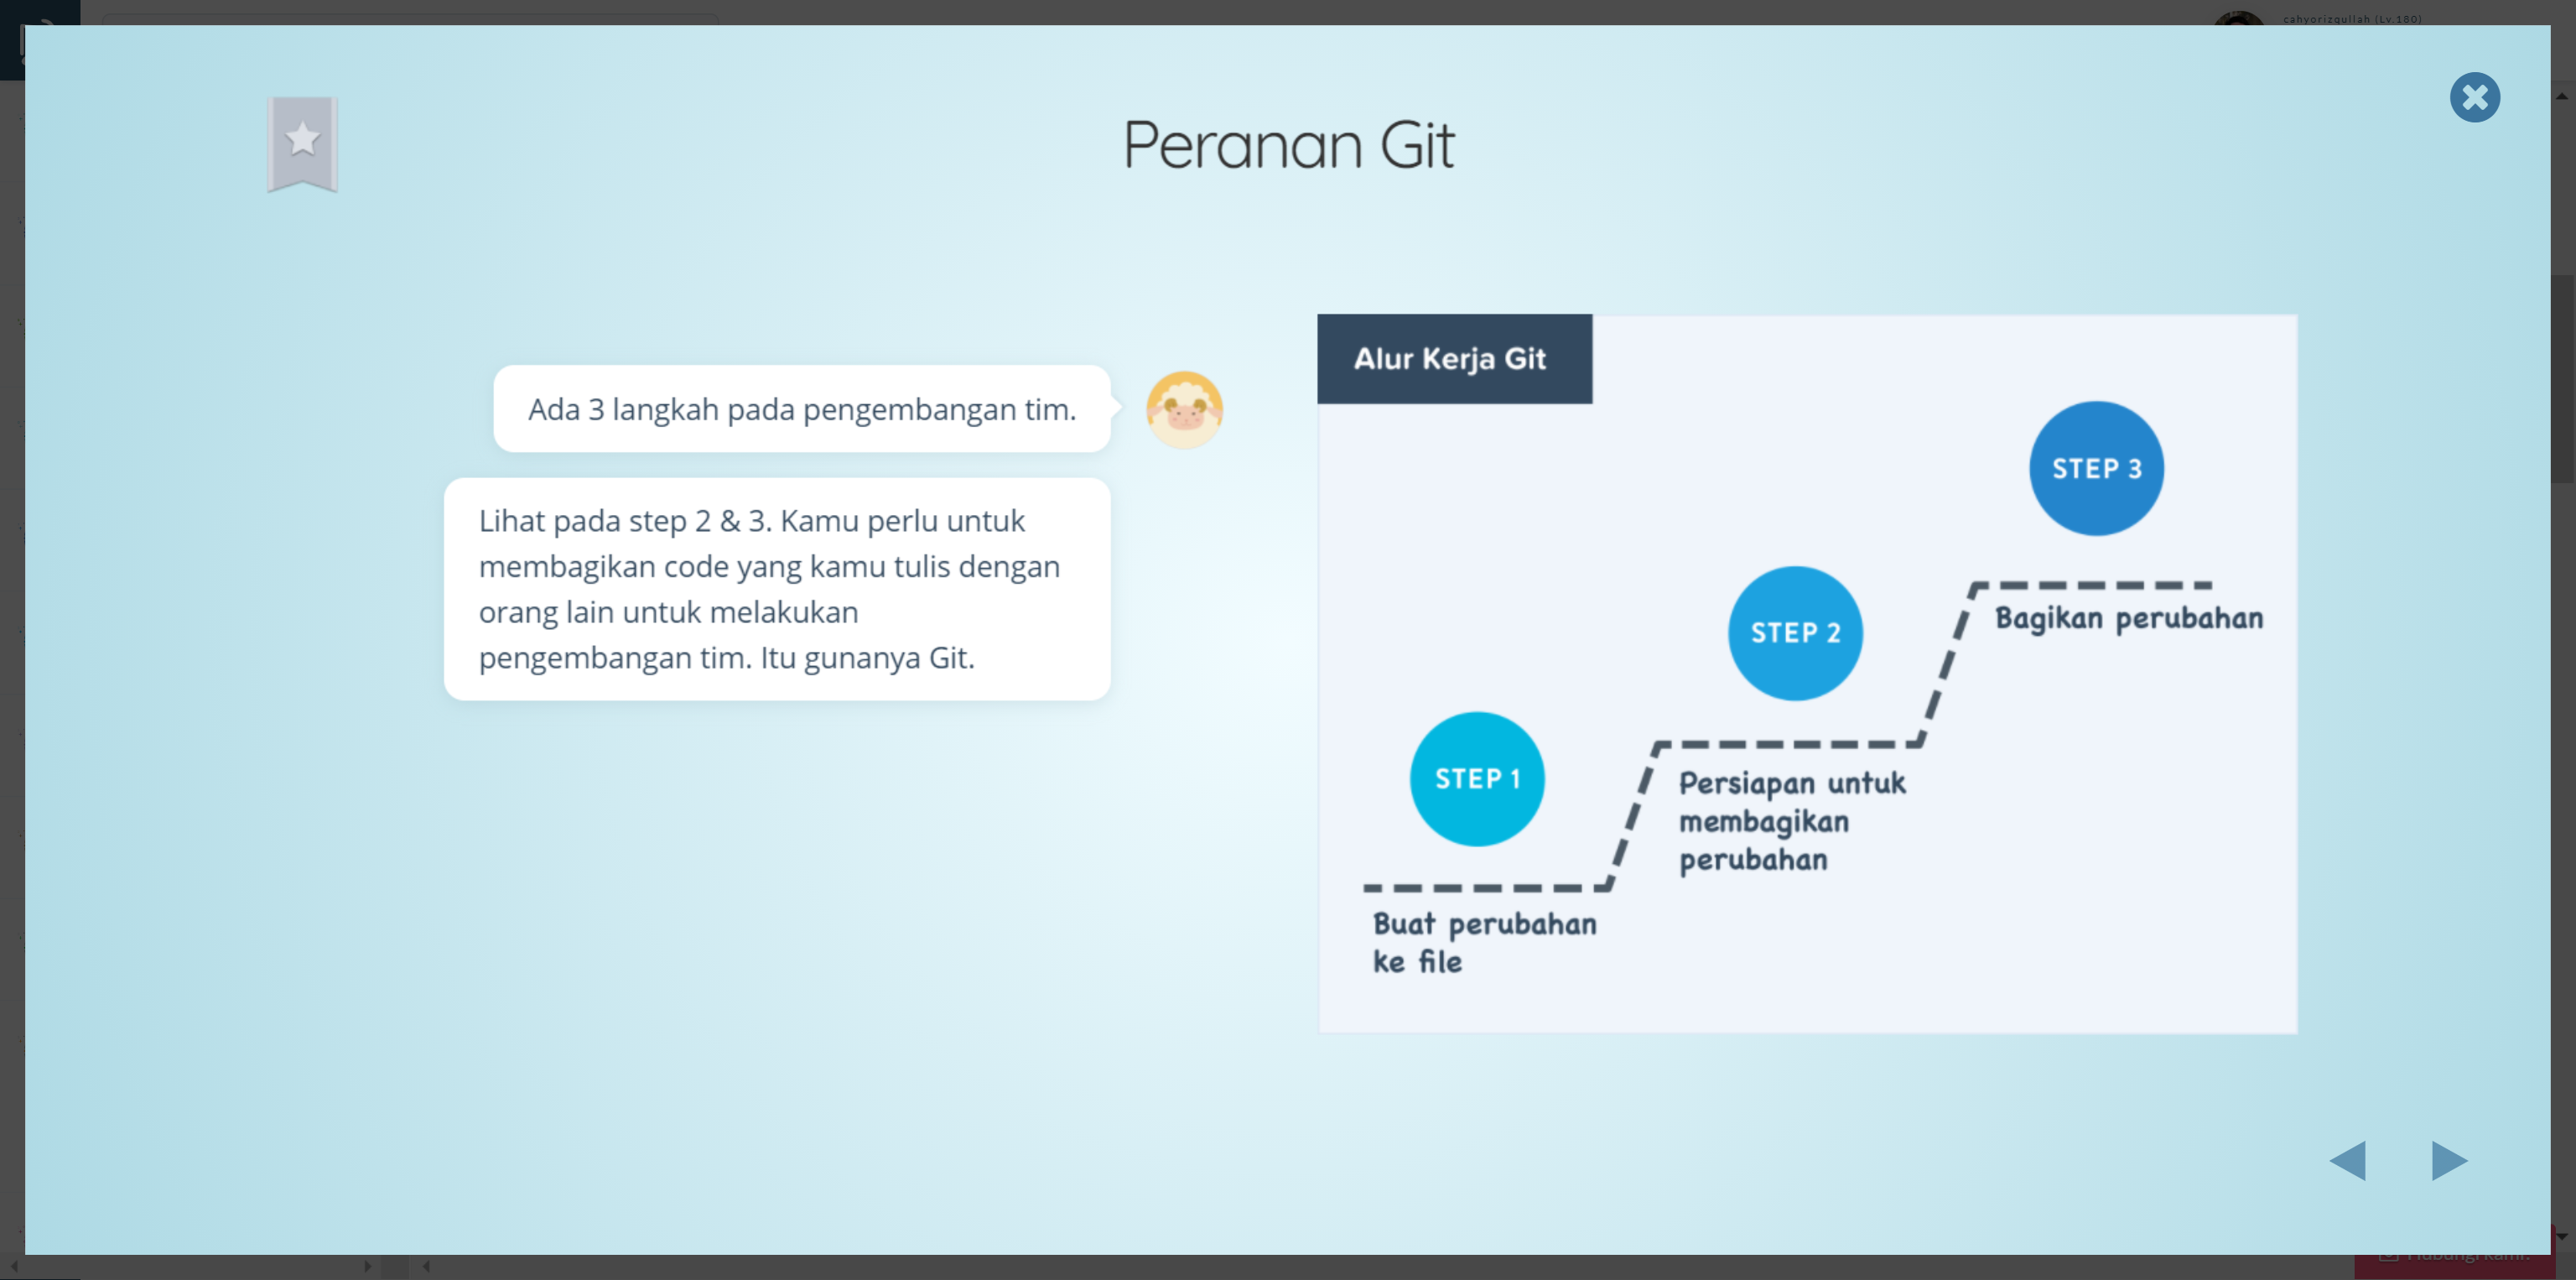 cahyorizqullah (Lv.180)
Peranan Git
Ada 3 langkah pada pengembangan tim.
Lihat pada step 2 & 3. Kamu perlu untuk
membagikan code yang kamu tulis dengan
orang lain untuk melakukan
pengembangan tim. Itu gunanya Git.
Alur Kerja Git
STEP 3
Bagikan perubahan
STEP 2
Persiapan untuk
membagikan
perubahan
STEP 1
Buat perubahan
ke file
Hubungi kami!